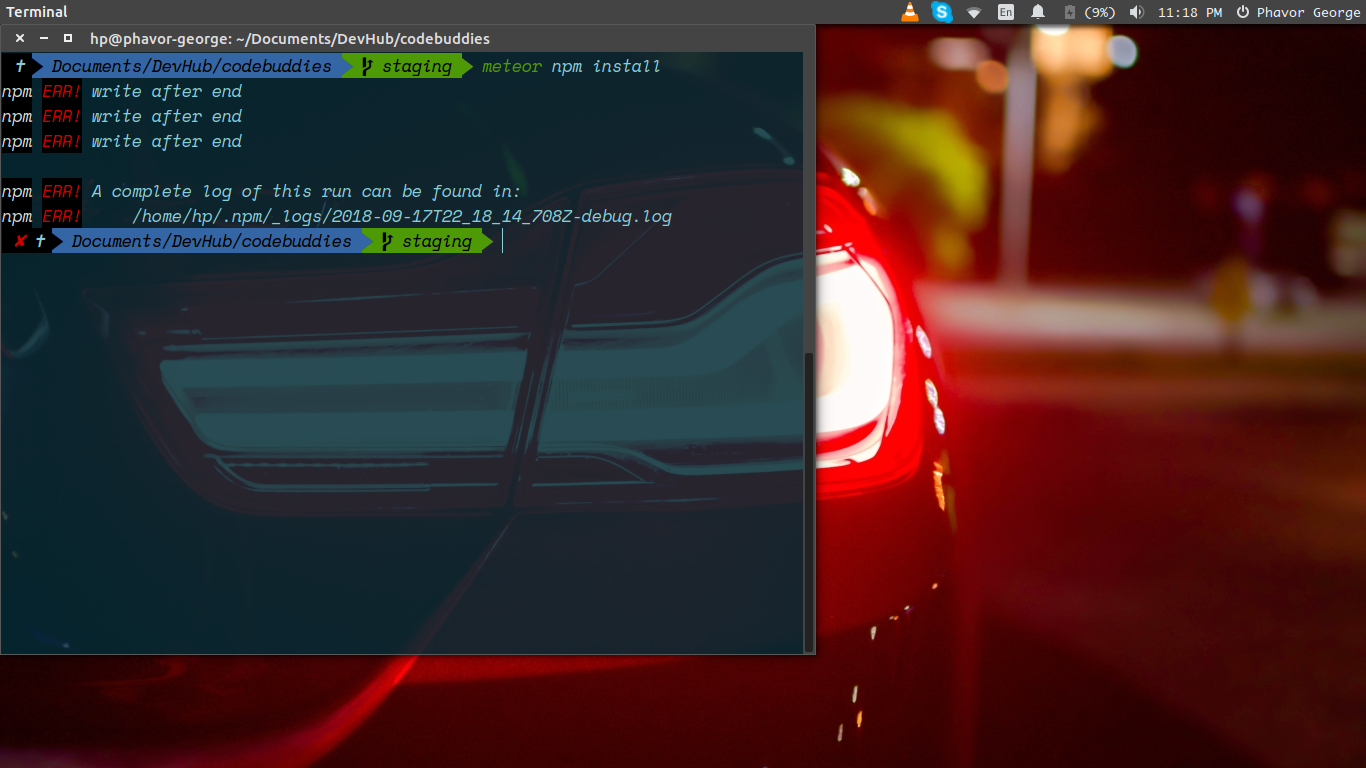 Terminal
En (9%) 11:18 PM Phavor George
hp@phavor-george: ~/Documents/DevHub/codebuddies
Documents/DevHub/codebuddies staging meteor npm install
npm ERR! write after end
npm ERR! write after end
npm ERR! write after end
npm ERR! A complete log of this run can be found in:
npm ERR! /home/hp/.npm/_logs/2018-09-17T22_18_14_708Z-debug.log
✘ ✝ Documents/DevHub/codebuddies staging